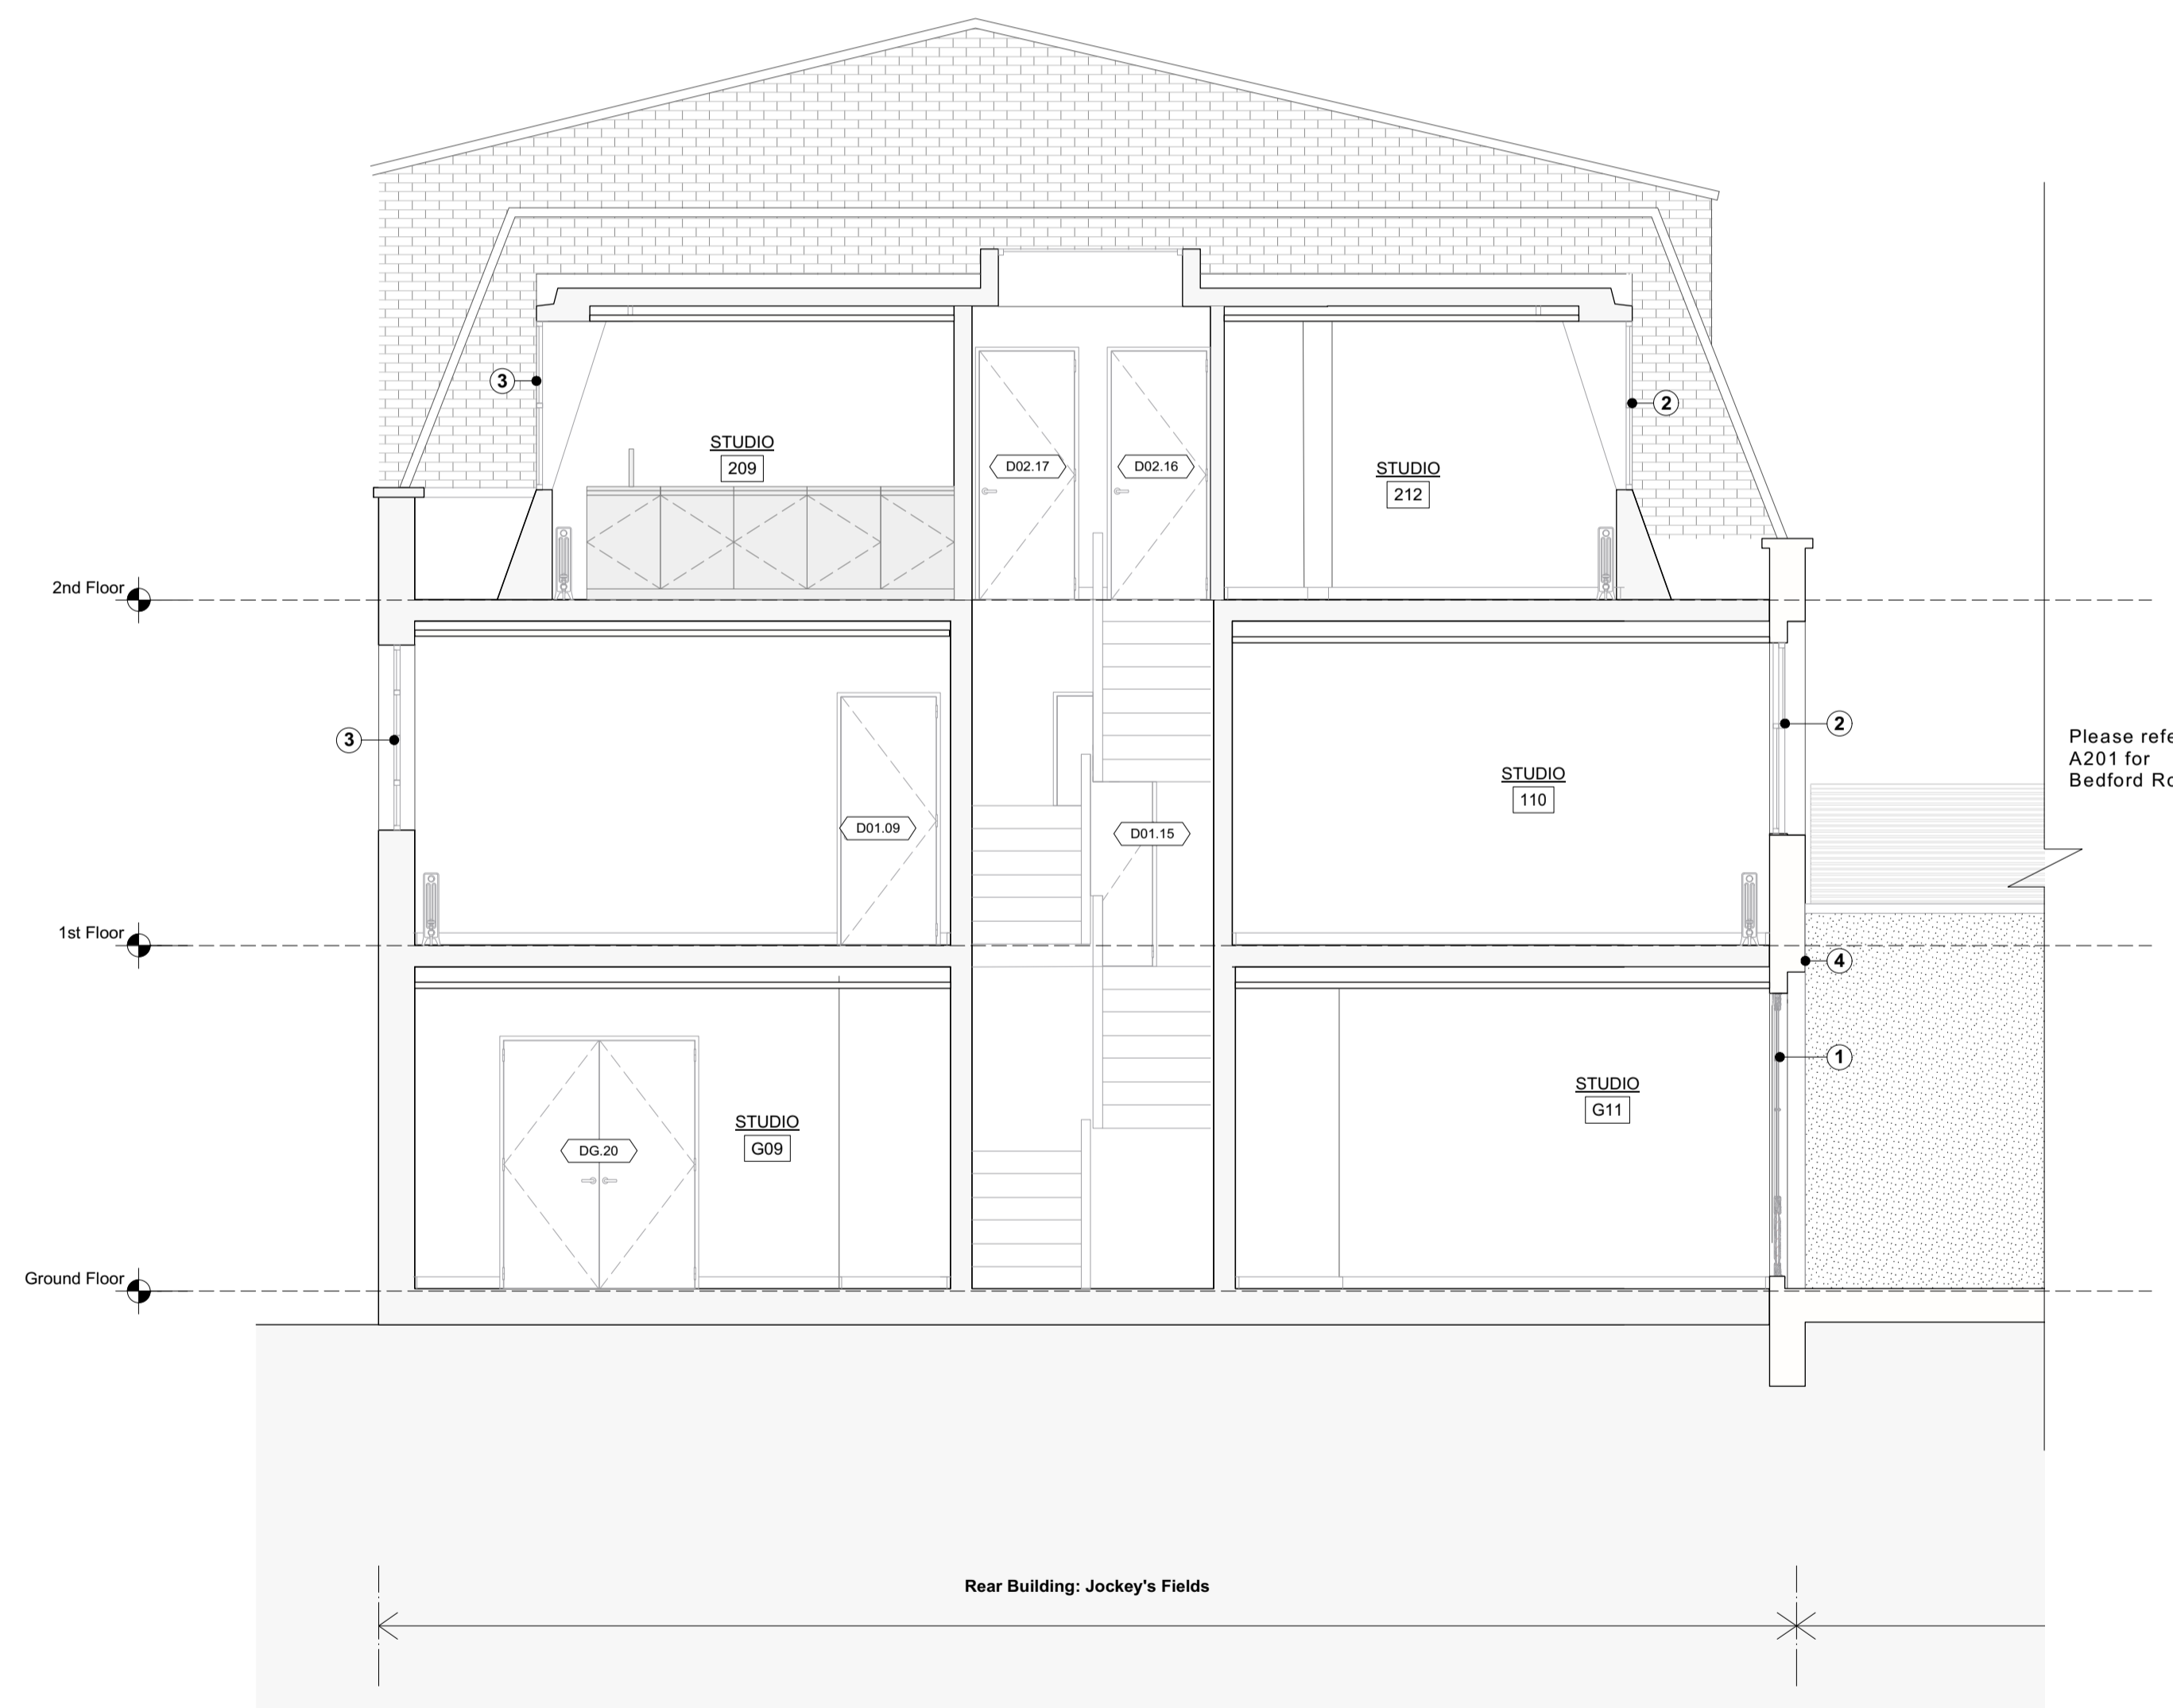 3
2
STUDIO
209
D02.17
D02.16
STUDIO
212
2nd Floor
3
2
Please refe
A201 for
Bedford Ro
STUDIO
110
D01.09
D01.15
1st Floor
4
1
STUDIO
G11
STUDIO
G09
DG.20
Ground Floor
Rear Building: Jockey's Fields